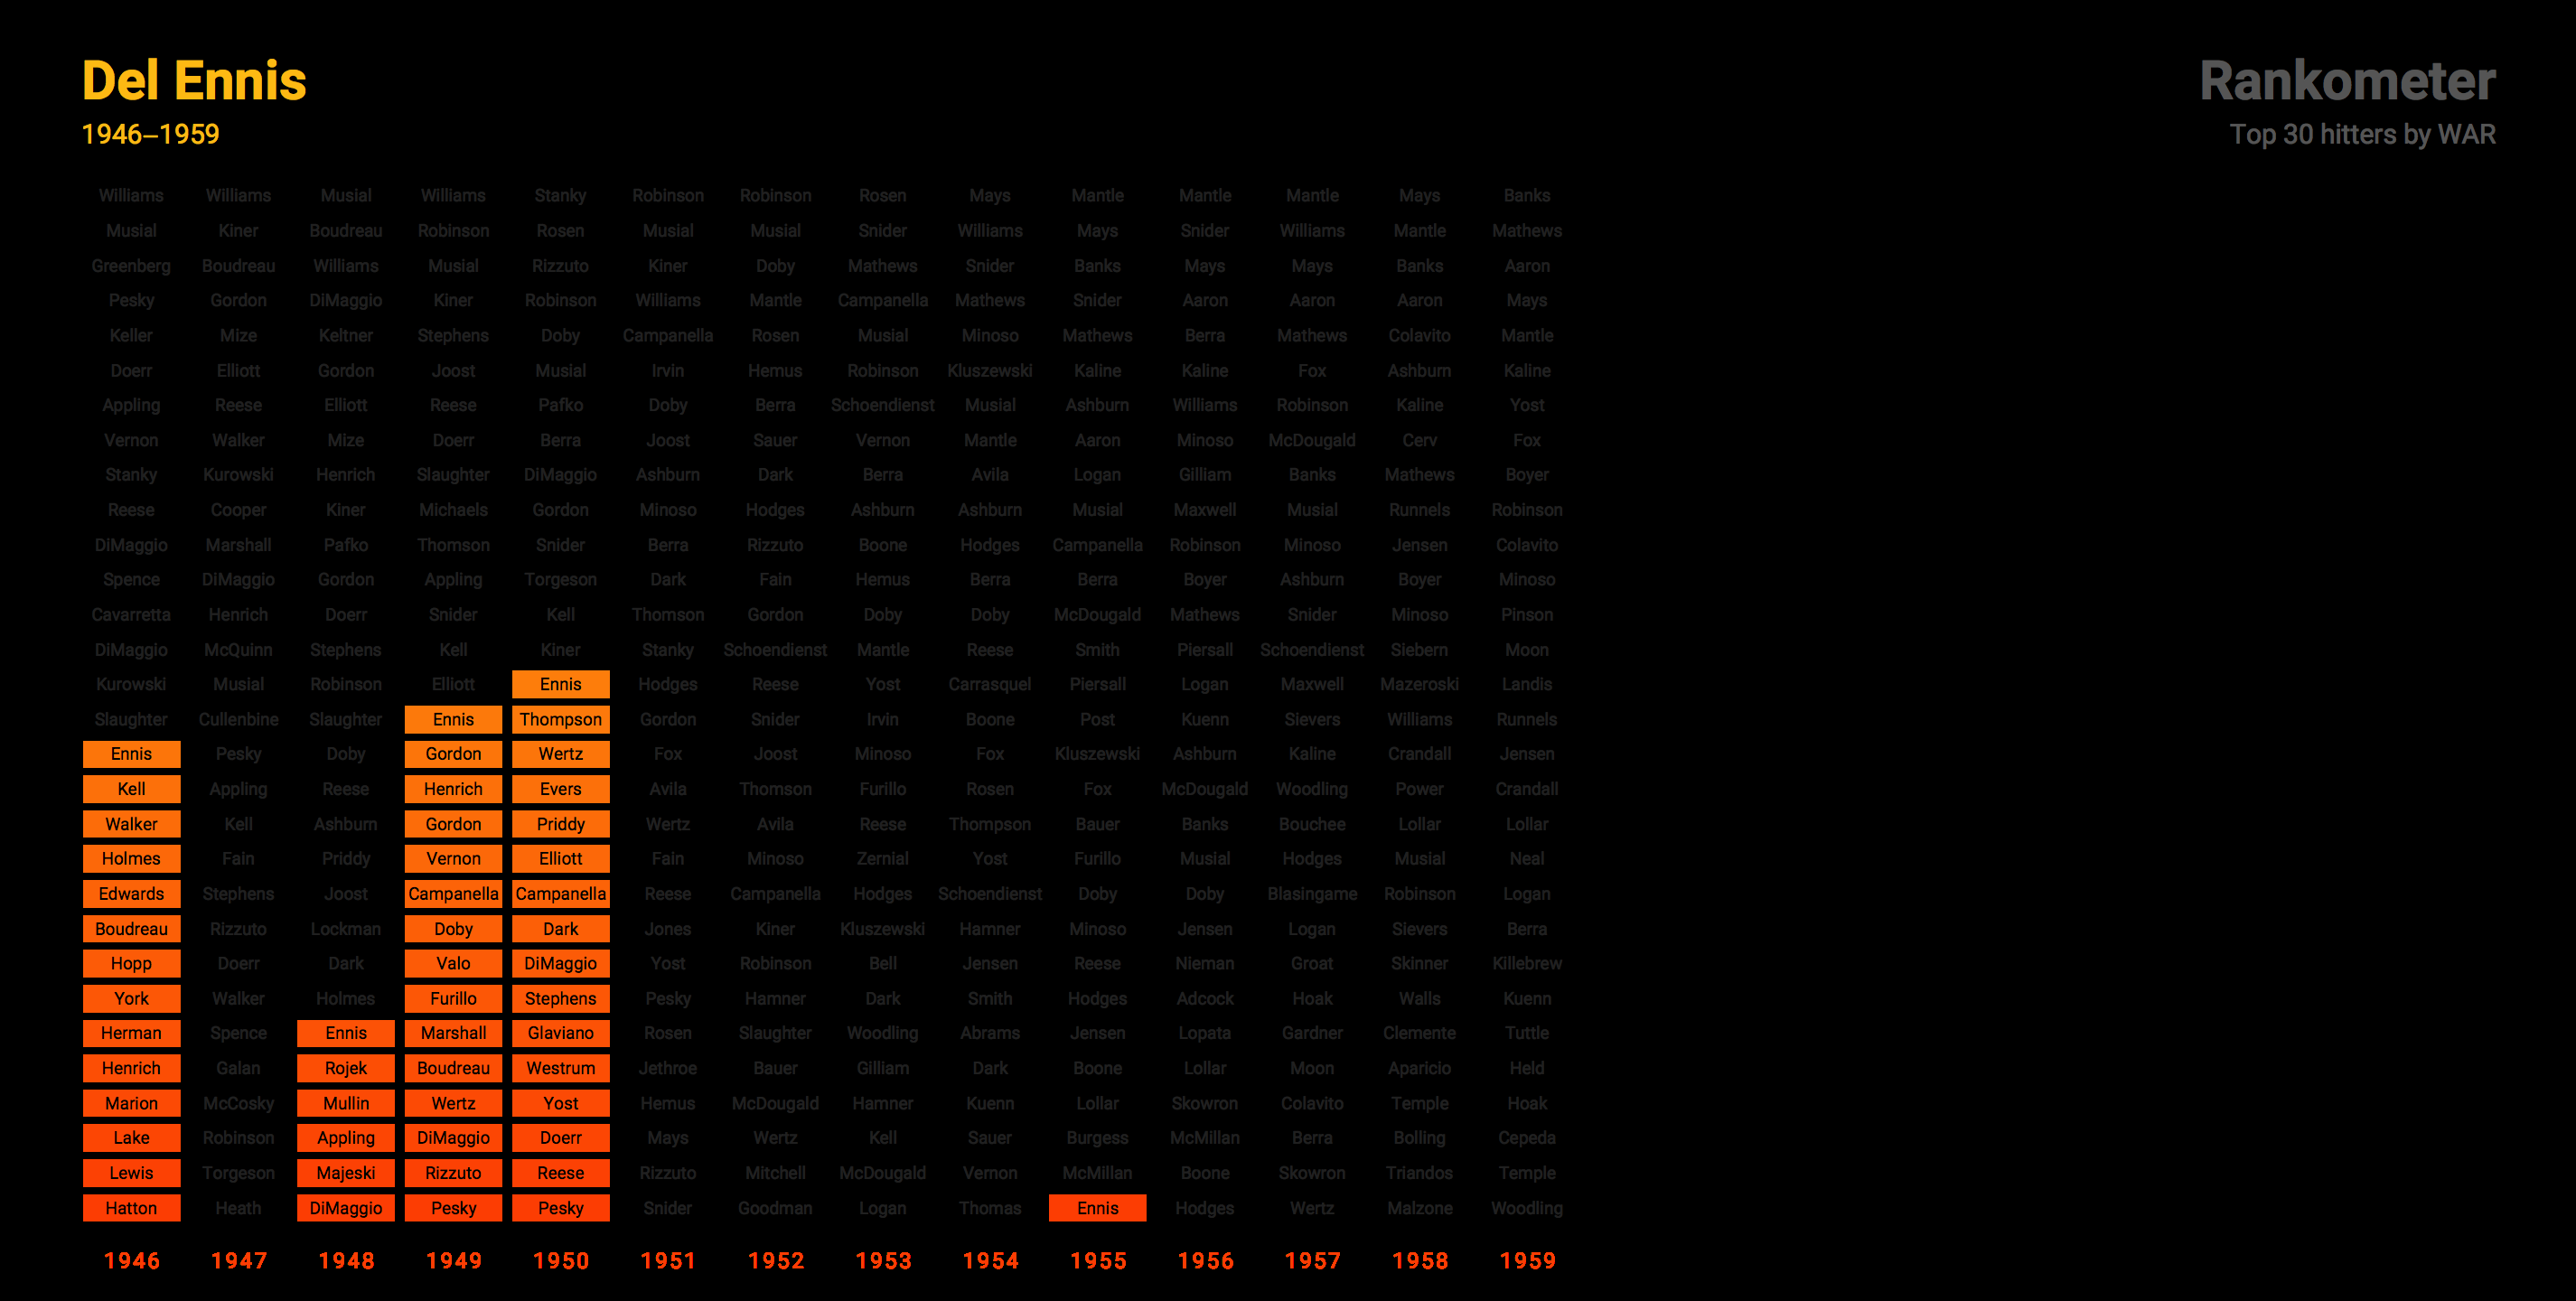 Del Ennis
1946–1959
Rankometer
Top 30 hitters by WAR
Williams Williams Musial Williams Stanky Robinson Robinson Rosen Mays Mantle Mantle Mantle Mays Banks
Musial Kiner Boudreau Robinson Rosen Musial Musial Snider Williams Mays Snider Williams Mantle Mathews
Greenberg Boudreau Williams Musial Rizzuto Kiner Doby Mathews Snider Banks Mays Mays Banks Aaron
Pesky Gordon DiMaggio Kiner Robinson Williams Mantle Campanella Mathews Snider Aaron Aaron Aaron Mays
Keller Mize Keltner Stephens Doby Campanella Rosen Musial Minoso Mathews Berra Mathews Colavito Mantle
Doerr Elliott Gordon Joost Musial Irvin Hemus Robinson Kluszewski Kaline Kaline Fox Ashburn Kaline
Appling Reese Elliott Reese Pafko Doby Berra Schoendienst Musial Ashburn Williams Robinson Kaline Yost
Vernon Walker Mize Doerr Berra Joost Sauer Vernon Mantle Aaron Minoso McDougald Cerv Fox
Stanky Kurowski Henrich Slaughter DiMaggio Ashburn Dark Berra Avila Logan Gilliam Banks Mathews Boyer
Reese Cooper Kiner Michaels Gordon Minoso Hodges Ashburn Ashburn Musial Maxwell Musial Runnels Robinson
DiMaggio Marshall Pafko Thomson Snider Berra Rizzuto Boone Hodges Campanella Robinson Minoso Jensen Colavito
Spence DiMaggio Gordon Appling Torgeson Dark Fain Hemus Berra Berra Boyer Ashburn Boyer Minoso
Cavarretta Henrich Doerr Snider Kell Thomson Gordon Doby Doby McDougald Mathews Snider Minoso Pinson
DiMaggio McQuinn Stephens Kell Kiner Stanky Schoendienst Mantle Reese Smith Piersall Schoendienst Siebern Moon
Kurowski Musial Robinson Elliott Ennis Hodges Reese Yost Carrasquel Piersall Logan Maxwell Mazeroski Landis
Slaughter Cullenbine Slaughter Ennis Thompson Gordon Snider Irvin Boone Post Kuenn Sievers Williams Runnels
Ennis Pesky Doby Gordon Wertz Fox Joost Minoso Fox Kluszewski Ashburn Kaline Crandall Jensen
Kell Appling Reese Henrich Evers Avila Thomson Furillo Rosen Fox McDougald Woodling Power Crandall
Walker Kell Ashburn Gordon Priddy Wertz Avila Reese Thompson Bauer Banks Bouchee Lollar Lollar
Holmes Fain Priddy Vernon Elliott Fain Minoso Zernial Yost Furillo Musial Hodges Musial Neal
Edwards Stephens Joost Campanella Campanella Reese Campanella Hodges Schoendienst Doby Doby Blasingame Robinson Logan
Boudreau Rizzuto Lockman Doby Dark Jones Kiner Kluszewski Hamner Minoso Jensen Logan Sievers Berra
Hopp Doerr Dark Valo DiMaggio Yost Robinson Bell Jensen Reese Nieman Groat Skinner Killebrew
York Walker Holmes Furillo Stephens Pesky Hamner Dark Smith Hodges Adcock Hoak Walls Kuenn
Herman Spence Ennis Marshall Glaviano Rosen Slaughter Woodling Abrams Jensen Lopata Gardner Clemente Tuttle
Henrich Galan Rojek Boudreau Westrum Jethroe Bauer Gilliam Dark Boone Lollar Moon Aparicio Held
Marion McCosky Mullin Wertz Yost Hemus McDougald Hamner Kuenn Lollar Skowron Colavito Temple Hoak
Lake Robinson Appling DiMaggio Doerr Mays Wertz Kell Sauer Burgess McMillan Berra Bolling Cepeda
Lewis Torgeson Majeski Rizzuto Reese Rizzuto Mitchell McDougald Vernon McMillan Boone Skowron Triandos Temple
Hatton Heath DiMaggio Pesky Pesky Snider Goodman Logan Thomas Ennis Hodges Wertz Malzone Woodling
1946 1947 1948 1949 1950 1951 1952 1953 1954 1955 1956 1957 1958 1959